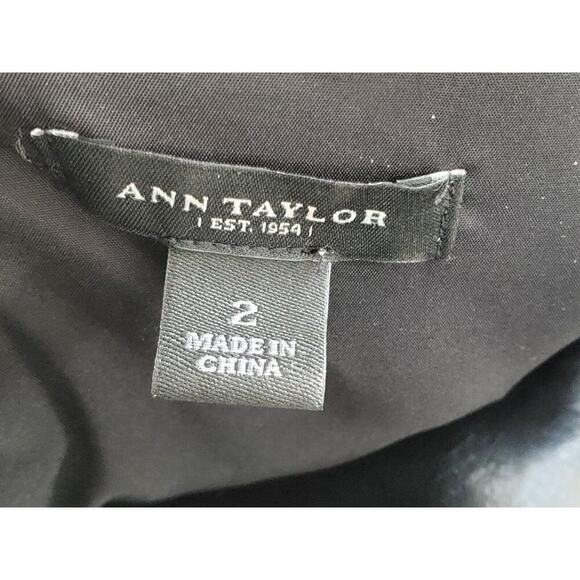 ANN TAYLOR
| EST. 1954 |
2
MADE IN
CHINA